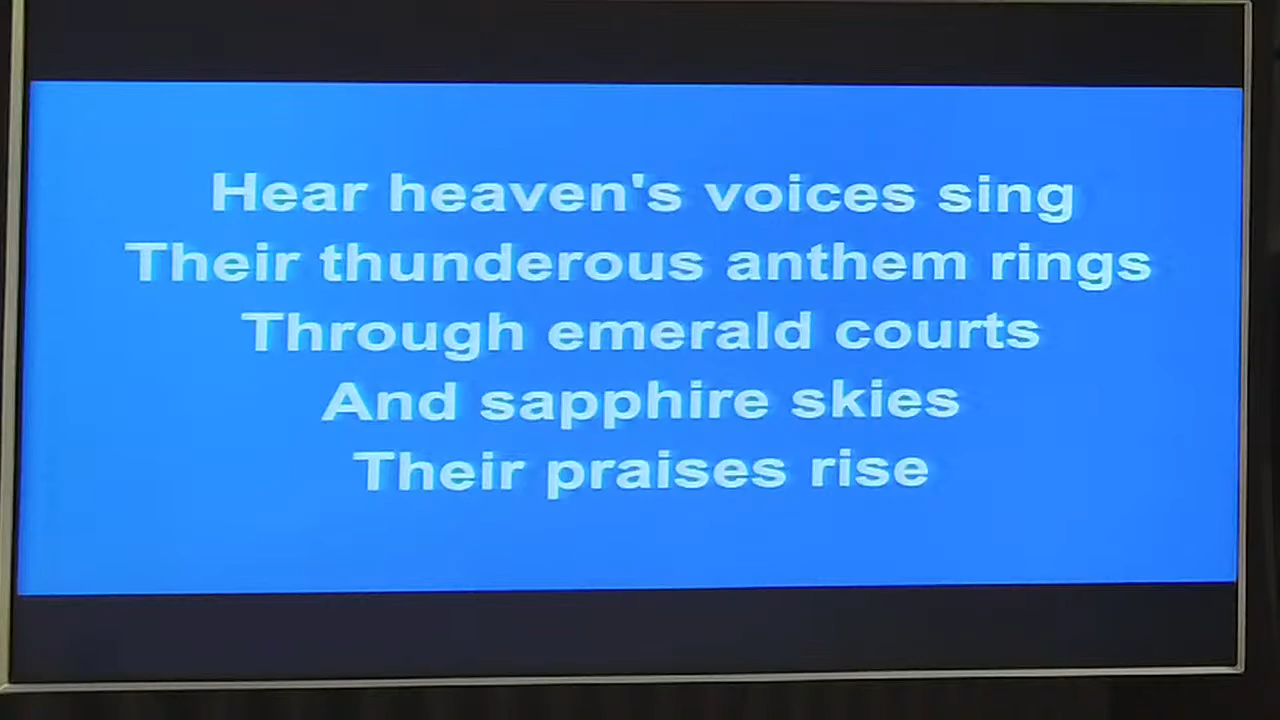 Hear heaven's voices sing
Their thunderous anthem rings
Through emerald courts
And sapphire skies
Their praises rise